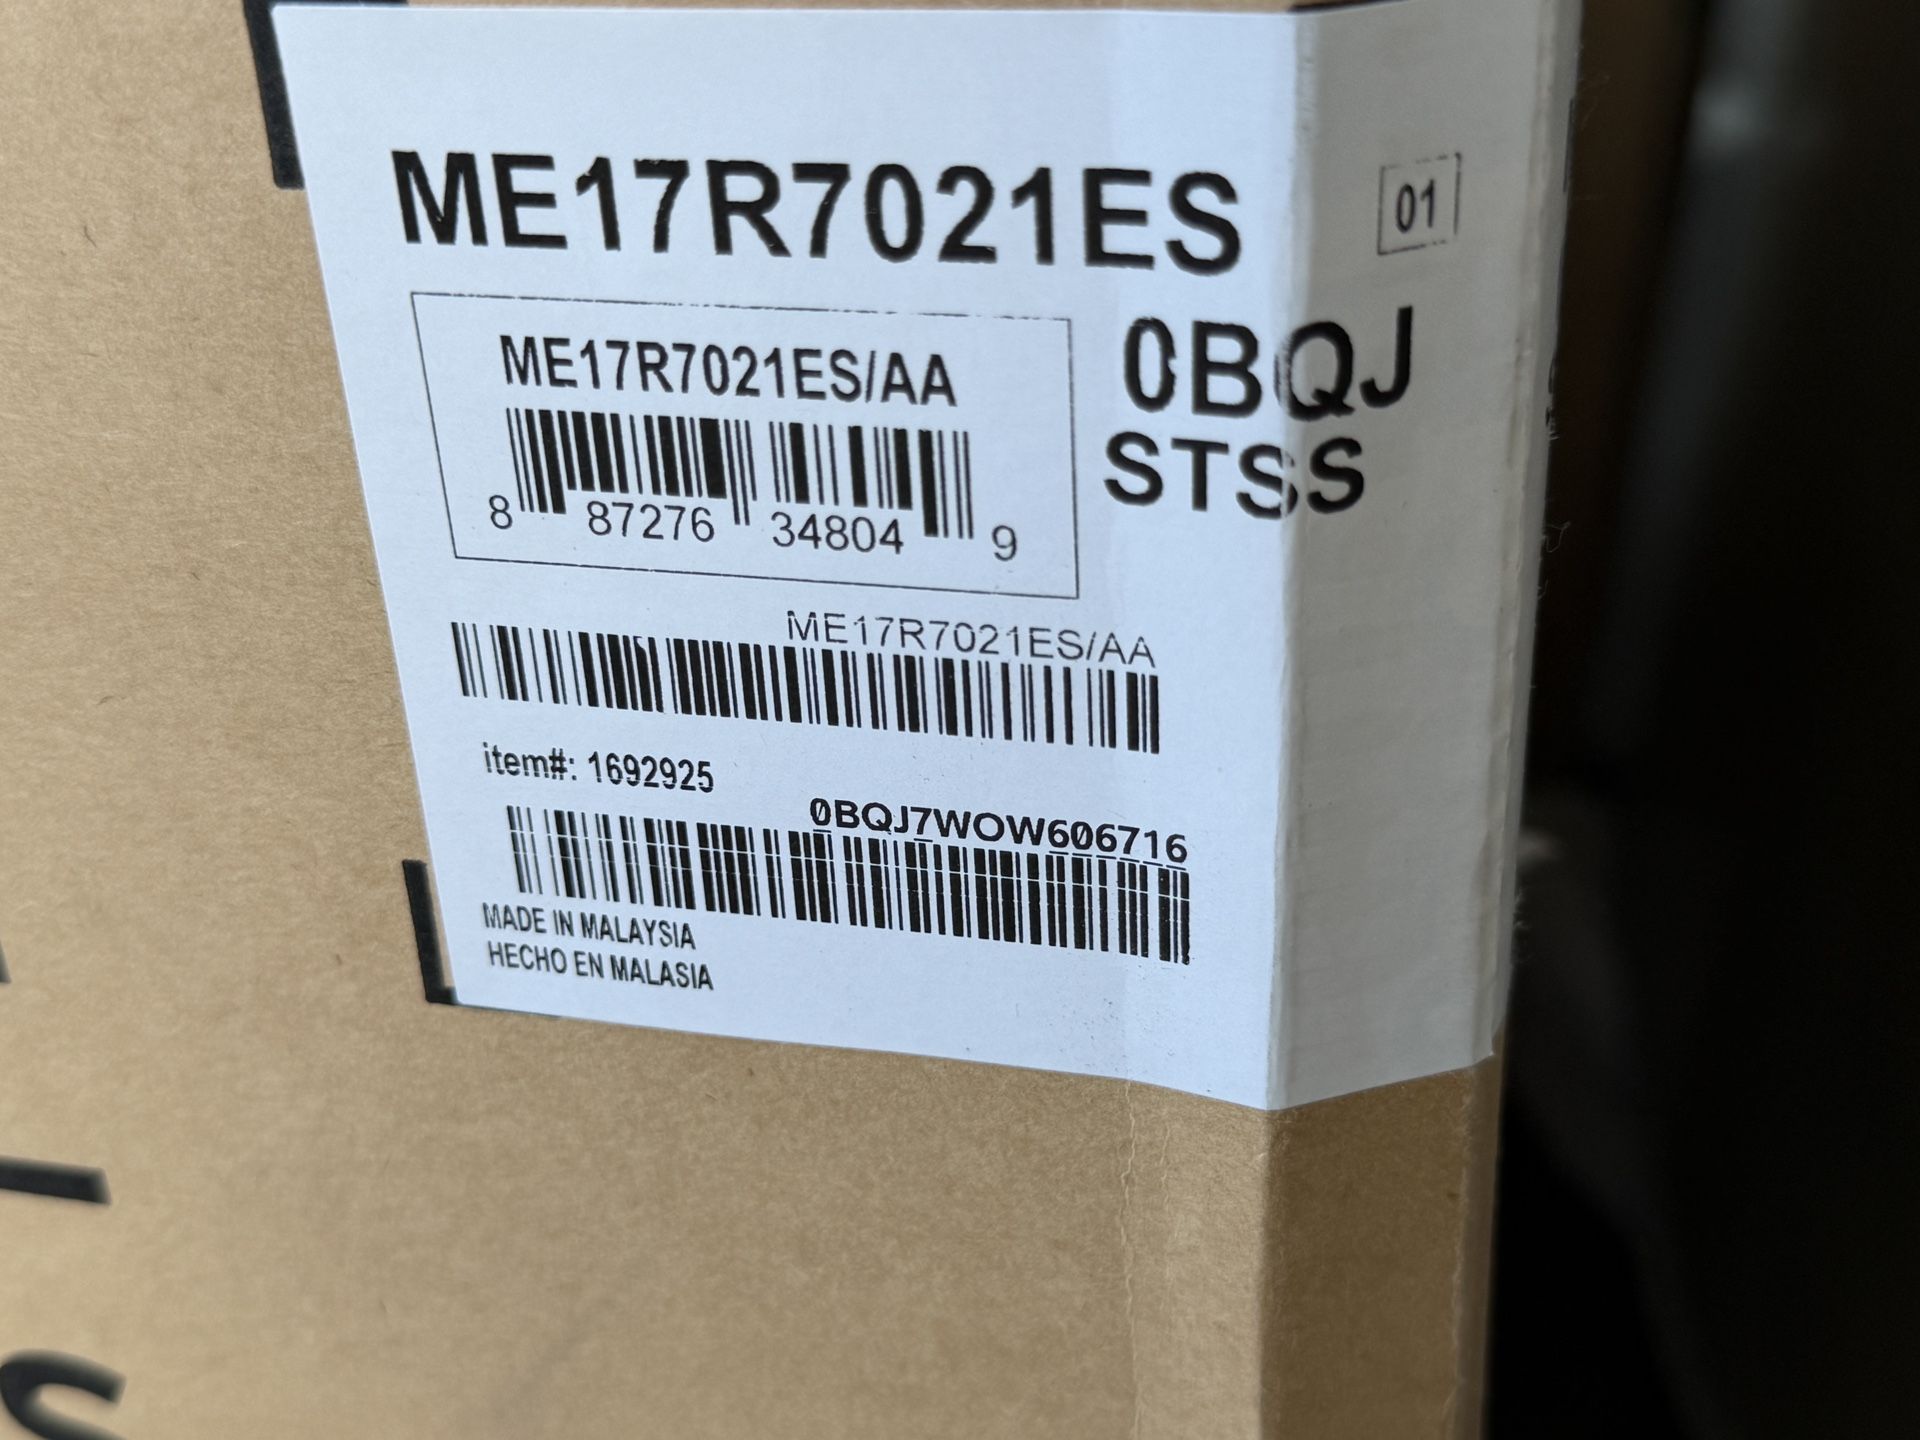 ME17R7021ES
01
ME17R7021ES/AA
0BQJ
STSS
8 87276 34804 9
ME17R7021ES/AA
item#: 1692925
0BQJ7WOW606716
MADE IN MALAYSIA
HECHO EN MALASIA